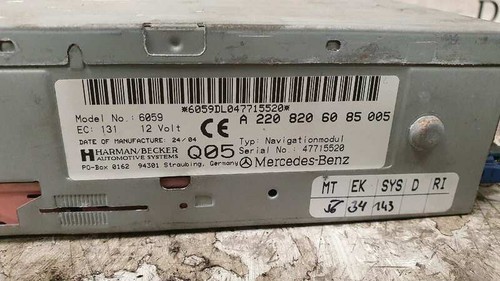 *6059DL047715520*
Model No.: 6059
EC: 131 12 Volt
CE
A 220 820 60 85 005
DATE OF MANUFACTURE: 24/04
Typ: Navigationmodul
HARMAN/BECKER
AUTOMOTIVE SYSTEMS
Q05
Serial No.: 47715520
PO-Box 0162 94301 Straubing, Germany
Mercedes-Benz
MT EK SYS D RI
34 143